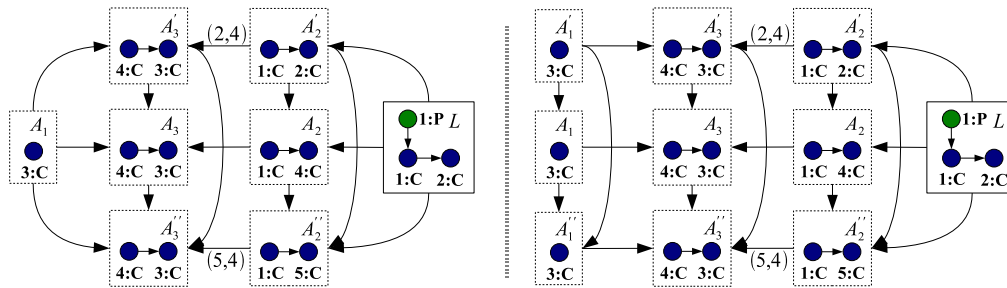 A₃′ (2,4) A₂′
4:C 3:C 1:C 2:C
A₁ A₃ A₂ 1:P L
3:C 4:C 3:C 1:C 4:C 1:C 2:C
A₃′′ A₂′′
4:C 3:C (5,4) 1:C 5:C
A₁′ A₃′ (2,4) A₂′
3:C 4:C 3:C 1:C 2:C
A₁ A₃ A₂ 1:P L
3:C 4:C 3:C 1:C 4:C 1:C 2:C
A₁′′ A₃′′ A₂′′
3:C 4:C 3:C (5,4) 1:C 5:C